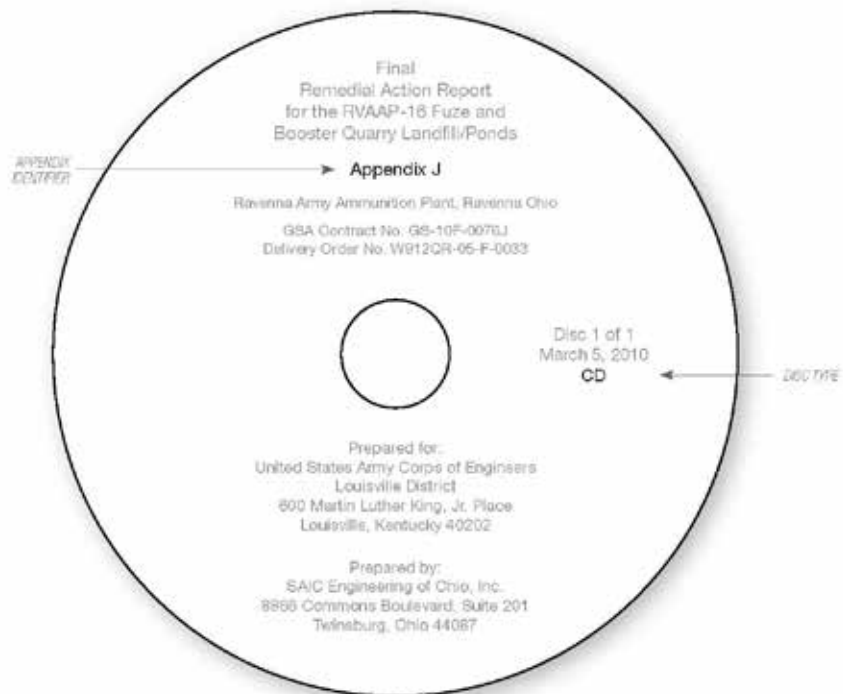 Final
Remedial Action Report
for the RVAAP-16 Fuze and
Booster Quarry Landfill/Ponds
APPENDIX
IDENTIFIER
Appendix J
Ravenna Army Ammunition Plant, Ravenna Ohio
GSA Contract No. GS-10F-0076J
Delivery Order No. W912QR-05-F-0033
Disc 1 of 1
March 5, 2010
CD
DISC TYPE
Prepared for:
United States Army Corps of Engineers
Louisville District
600 Martin Luther King, Jr. Place
Louisville, Kentucky 40202
Prepared by:
SAIC Engineering of Ohio, Inc.
8866 Commons Boulevard, Suite 201
Twinsburg, Ohio 44087